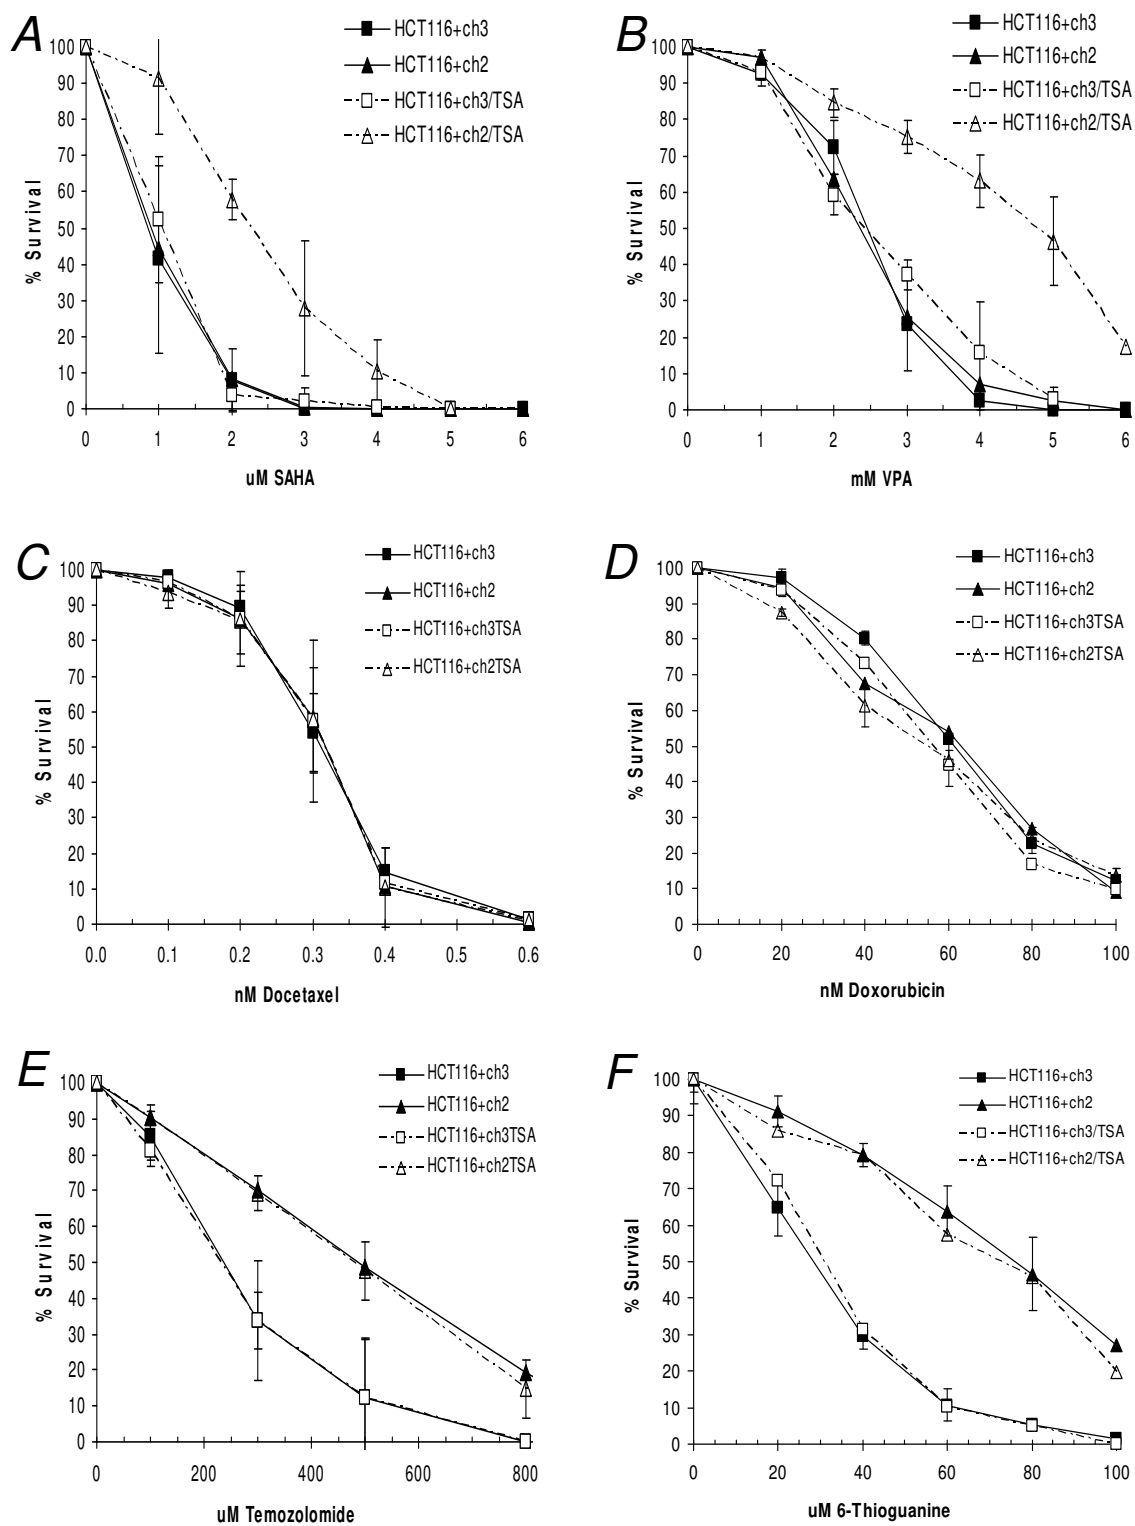 A
HCT116+ch3
HCT116+ch2
HCT116+ch3/TSA
HCT116+ch2/TSA
% Survival
100
90
80
70
60
50
40
30
20
10
0
0 1 2 3 4 5 6
uM SAHA
B
HCT116+ch3
HCT116+ch2
HCT116+ch3/TSA
HCT116+ch2/TSA
% Survival
100
90
80
70
60
50
40
30
20
10
0
0 1 2 3 4 5 6
mM VPA
C
HCT116+ch3
HCT116+ch2
HCT116+ch3TSA
HCT116+ch2TSA
% Survival
100
90
80
70
60
50
40
30
20
10
0
0.0 0.1 0.2 0.3 0.4 0.5 0.6
nM Docetaxel
D
HCT116+ch3
HCT116+ch2
HCT116+ch3TSA
HCT116+ch2TSA
% Survival
100
90
80
70
60
50
40
30
20
10
0
0 20 40 60 80 100
nM Doxorubicin
E
HCT116+ch3
HCT116+ch2
HCT116+ch3TSA
HCT116+ch2TSA
% Survival
100
90
80
70
60
50
40
30
20
10
0
0 200 400 600 800
uM Temozolomide
F
HCT116+ch3
HCT116+ch2
HCT116+ch3/TSA
HCT116+ch2/TSA
% Survival
100
90
80
70
60
50
40
30
20
10
0
0 20 40 60 80 100
uM 6-Thioguanine